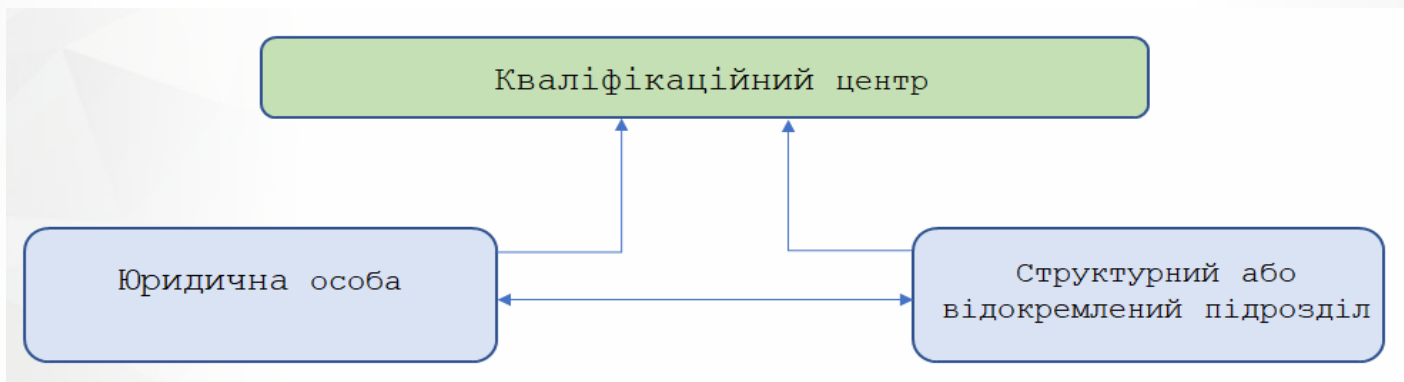 Кваліфікаційний центр
Юридична особа
Структурний або
відокремлений підрозділ